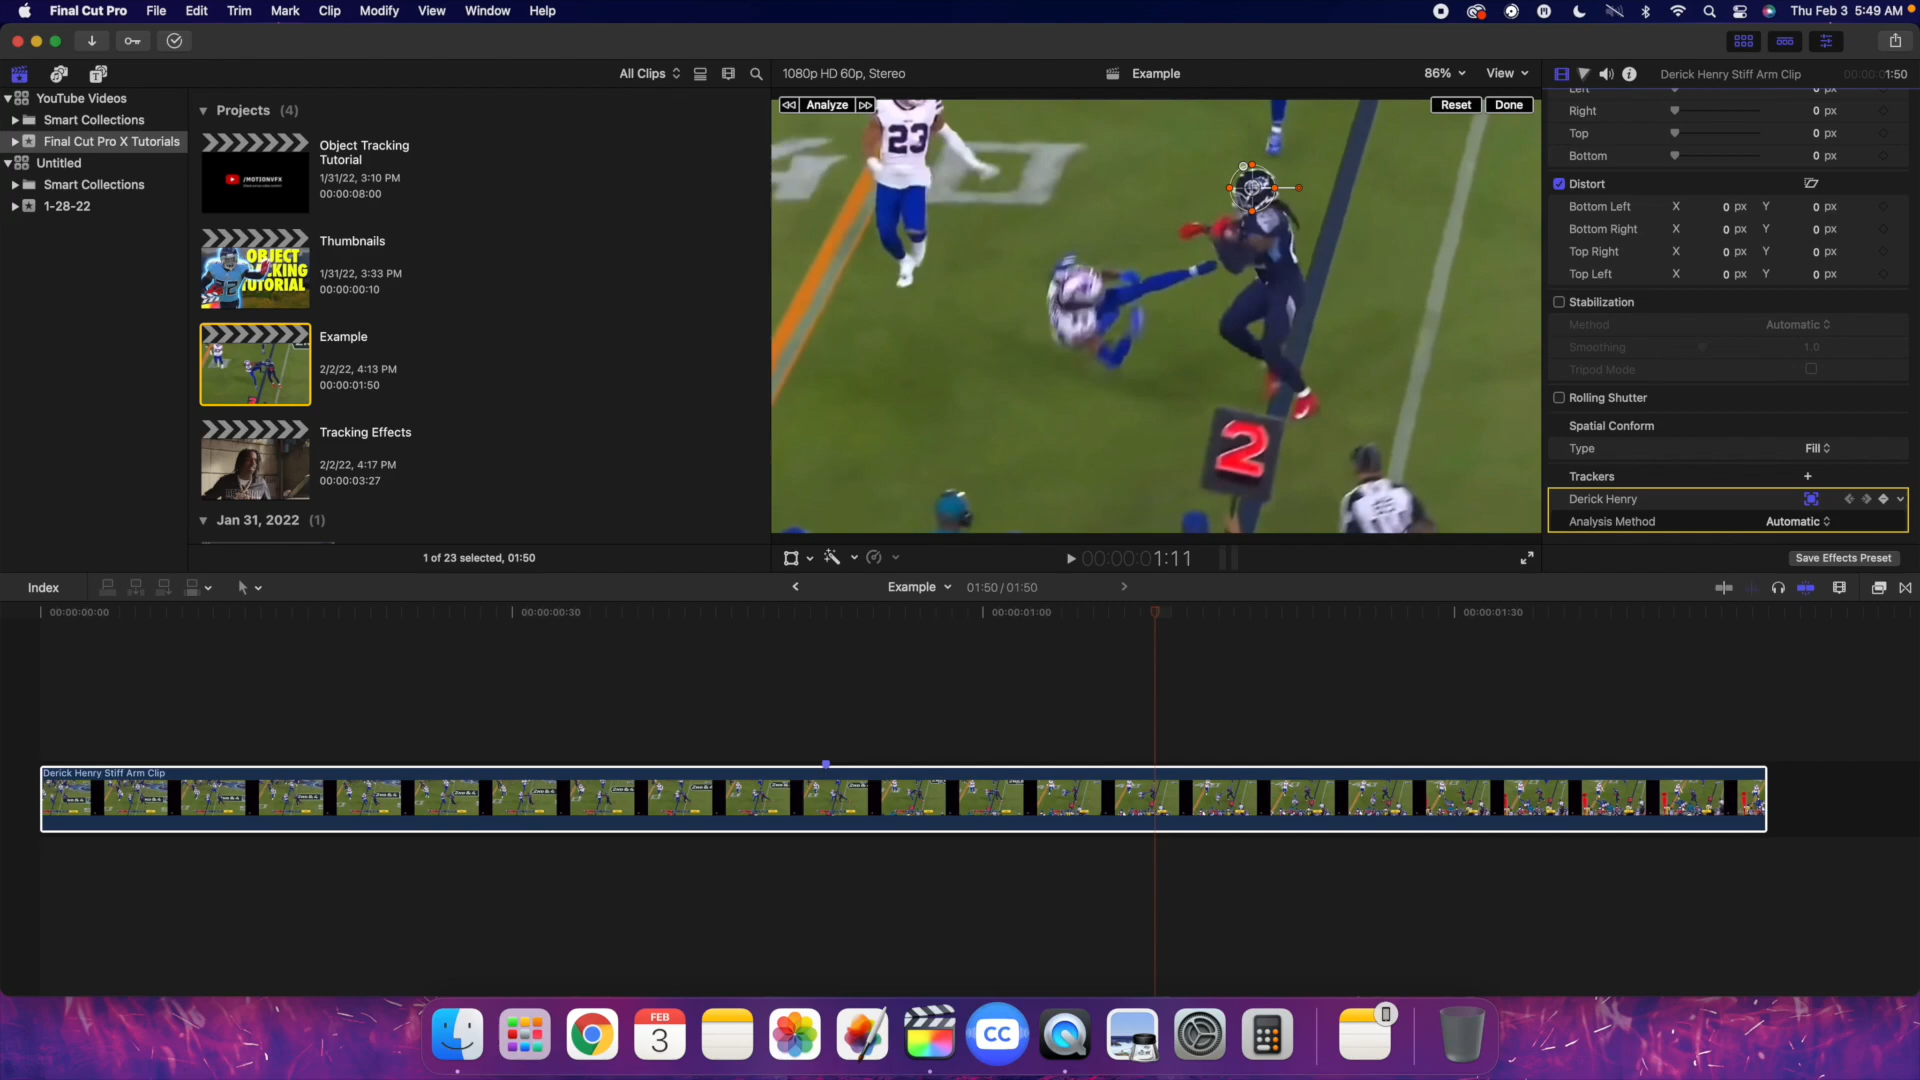 Final Cut Pro File Edit Trim Mark Clip Modify View Window Help
Thu Feb 3 5:49 AM
All Clips
1080p HD 60p, Stereo
Example
86%
View
Derick Henry Stiff Arm Clip
1:50
YouTube Videos
Smart Collections
Final Cut Pro X Tutorials
Untitled
Smart Collections
1-28-22
Projects (4)
/MOTIONVFX
Object Tracking
Tutorial
1/31/22, 3:10 PM
00:00:08:00
OBJECT
TRACKING
TUTORIAL
Thumbnails
1/31/22, 3:33 PM
00:00:00:10
Example
2/2/22, 4:13 PM
00:00:01:50
Tracking Effects
2/2/22, 4:17 PM
00:00:03:27
Jan 31, 2022 (1)
1 of 23 selected, 01:50
Analyze
Reset
Done
23
2
00:00:01:11
Left 0 px
Right 0 px
Top 0 px
Bottom 0 px
Distort
Bottom Left X 0 px Y 0 px
Bottom Right X 0 px Y 0 px
Top Right X 0 px Y 0 px
Top Left X 0 px Y 0 px
Stabilization
Method Automatic
Smoothing 1.0
Tripod Mode
Rolling Shutter
Spatial Conform
Type Fill
Trackers +
Derick Henry
Analysis Method Automatic
Save Effects Preset
Index
Example
01:50 / 01:50
00:00:00:00
00:00:00:30
00:00:01:00
00:00:01:30
Derick Henry Stiff Arm Clip
FEB
3
CC